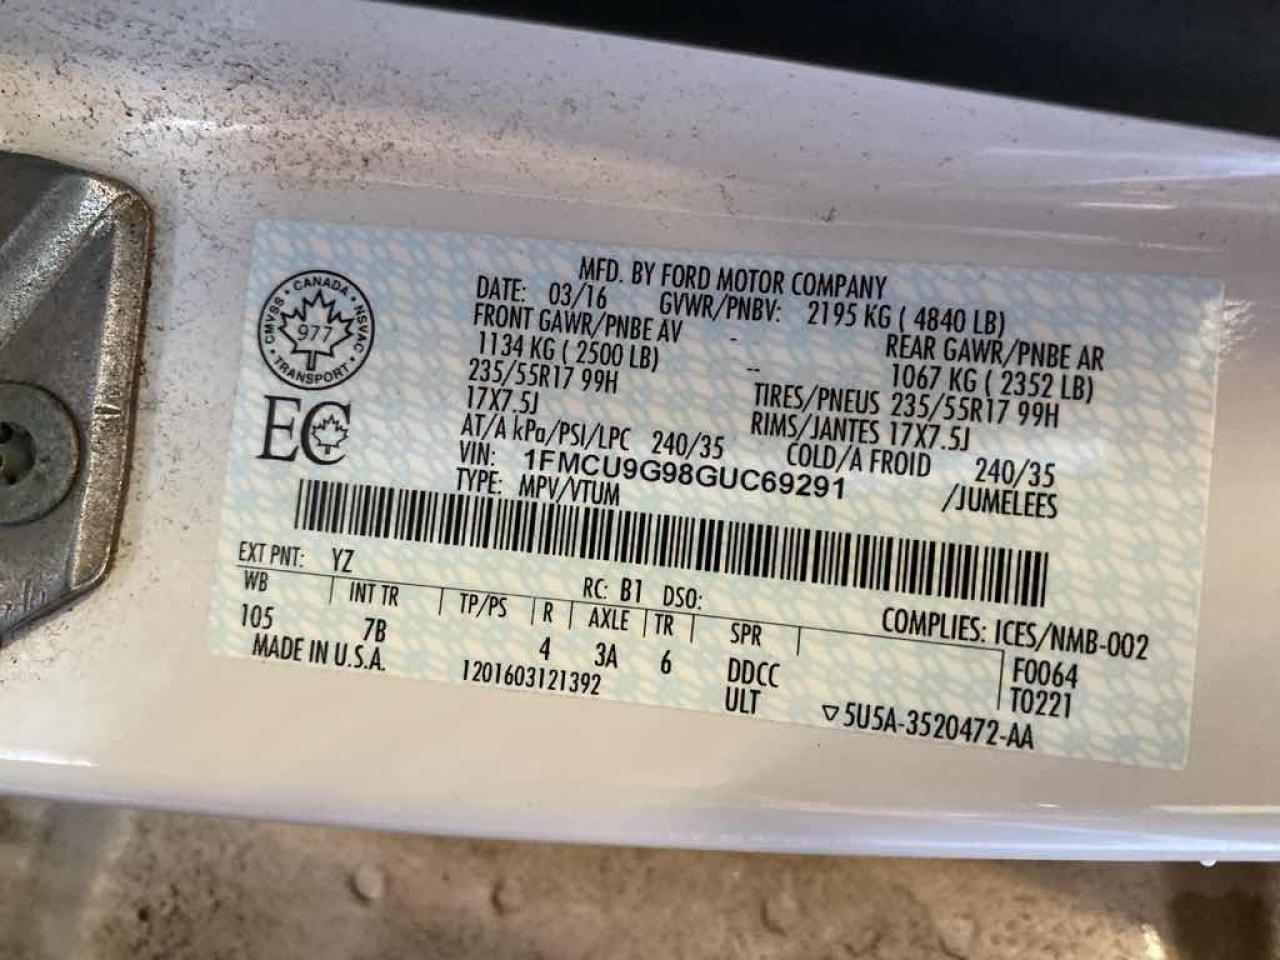 MFD. BY FORD MOTOR COMPANY
DATE: 03/16 GVWR/PNBV: 2195 KG ( 4840 LB)
FRONT GAWR/PNBE AV - REAR GAWR/PNBE AR
1134 KG ( 2500 LB) -- 1067 KG ( 2352 LB)
235/55R17 99H TIRES/PNEUS 235/55R17 99H
17X7.5J RIMS/JANTES 17X7.5J
AT/A kPa/PSI/LPC 240/35 COLD/A FROID 240/35
VIN: 1FMCU9G98GUC69291 /JUMELEES
TYPE: MPV/VTUM
CMVSS • CANADA • NSVAC • TRANSPORT •
977
EC
EXT PNT: YZ RC: B1 DSO:
WB INT TR TP/PS R AXLE TR SPR COMPLIES: ICES/NMB-002
105 7B 4 3A 6 DDCC F0064
MADE IN U.S.A. 1201603121392 ULT T0221
▽5U5A-3520472-AA